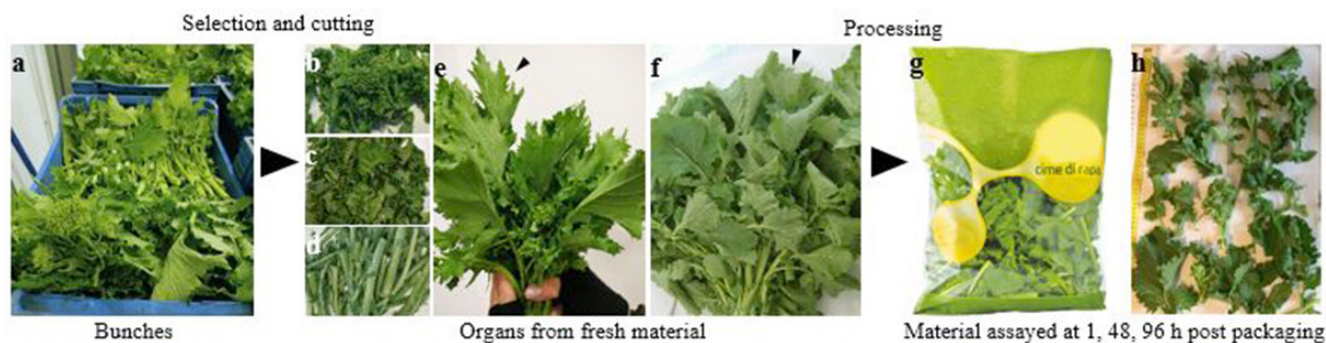 Selection and cutting
Processing
a
b
c
d
e
f
g
h
cime di rapa
Bunches
Organs from fresh material
Material assayed at 1, 48, 96 h post packaging